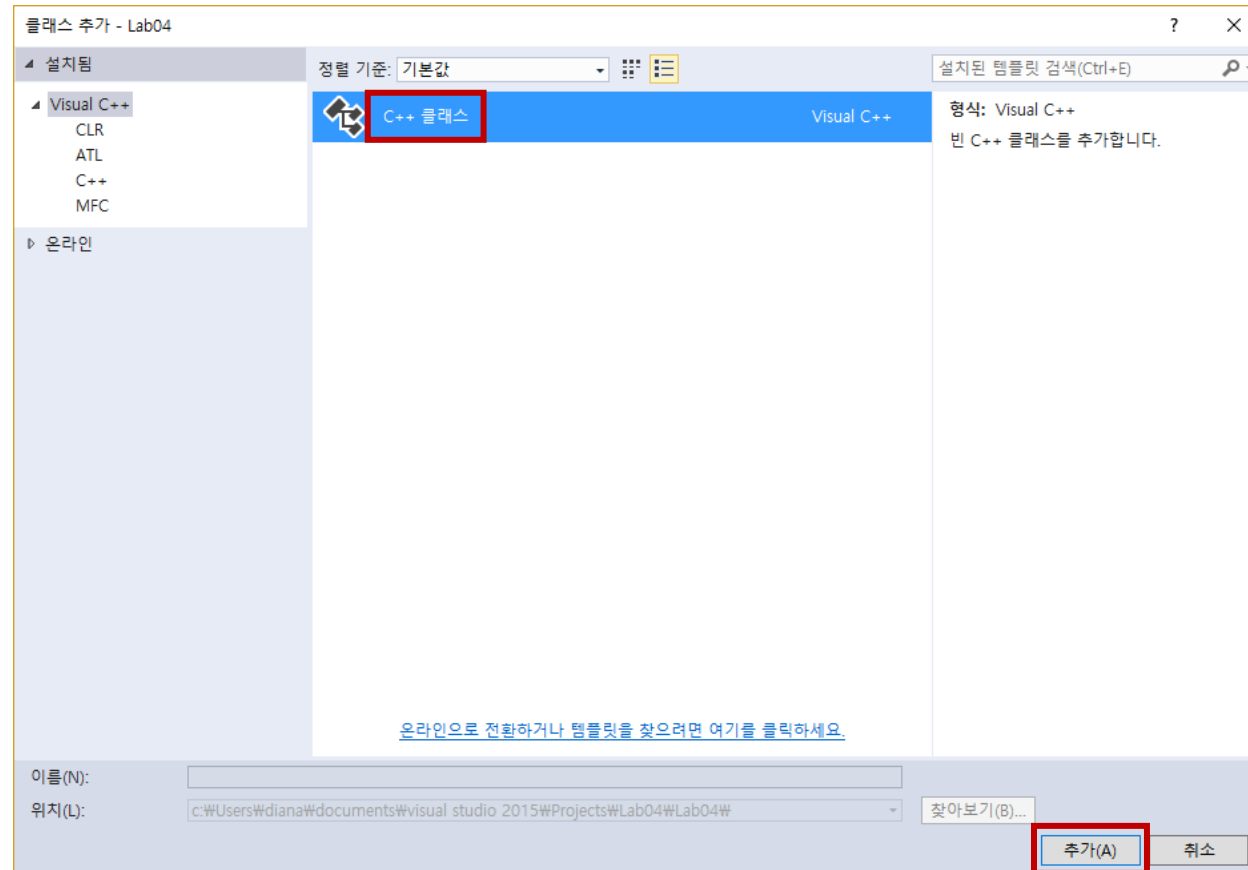 클래스 추가 - Lab04
? ×
설치됨
Visual C++
CLR
ATL
C++
MFC
온라인
정렬 기준: 기본값
C++ 클래스 Visual C++
온라인으로 전환하거나 템플릿을 찾으려면 여기를 클릭하세요.
설치된 템플릿 검색(Ctrl+E)
형식: Visual C++
빈 C++ 클래스를 추가합니다.
이름(N):
위치(L): c:₩Users₩diana₩documents₩visual studio 2015₩Projects₩Lab04₩Lab04₩ 찾아보기(B)...
추가(A) 취소